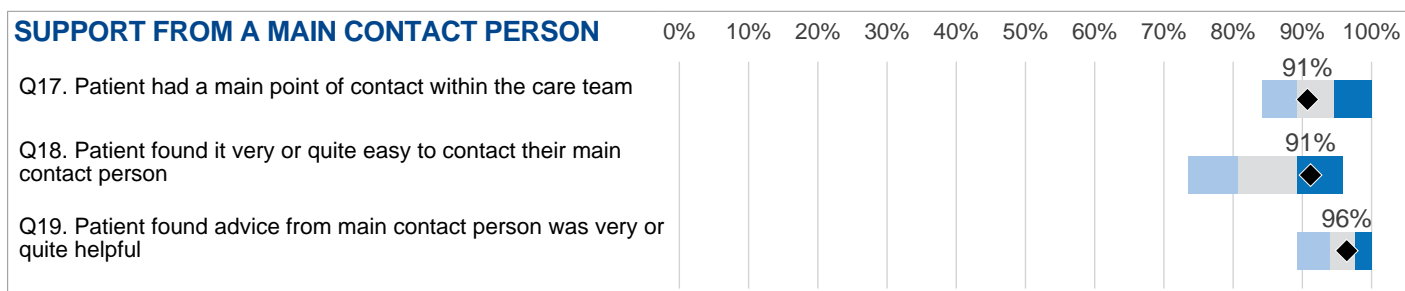 SUPPORT FROM A MAIN CONTACT PERSON 0% 10% 20% 30% 40% 50% 60% 70% 80% 90% 100%
Q17. Patient had a main point of contact within the care team 91%
Q18. Patient found it very or quite easy to contact their main 91%
contact person
Q19. Patient found advice from main contact person was very or 96%
quite helpful